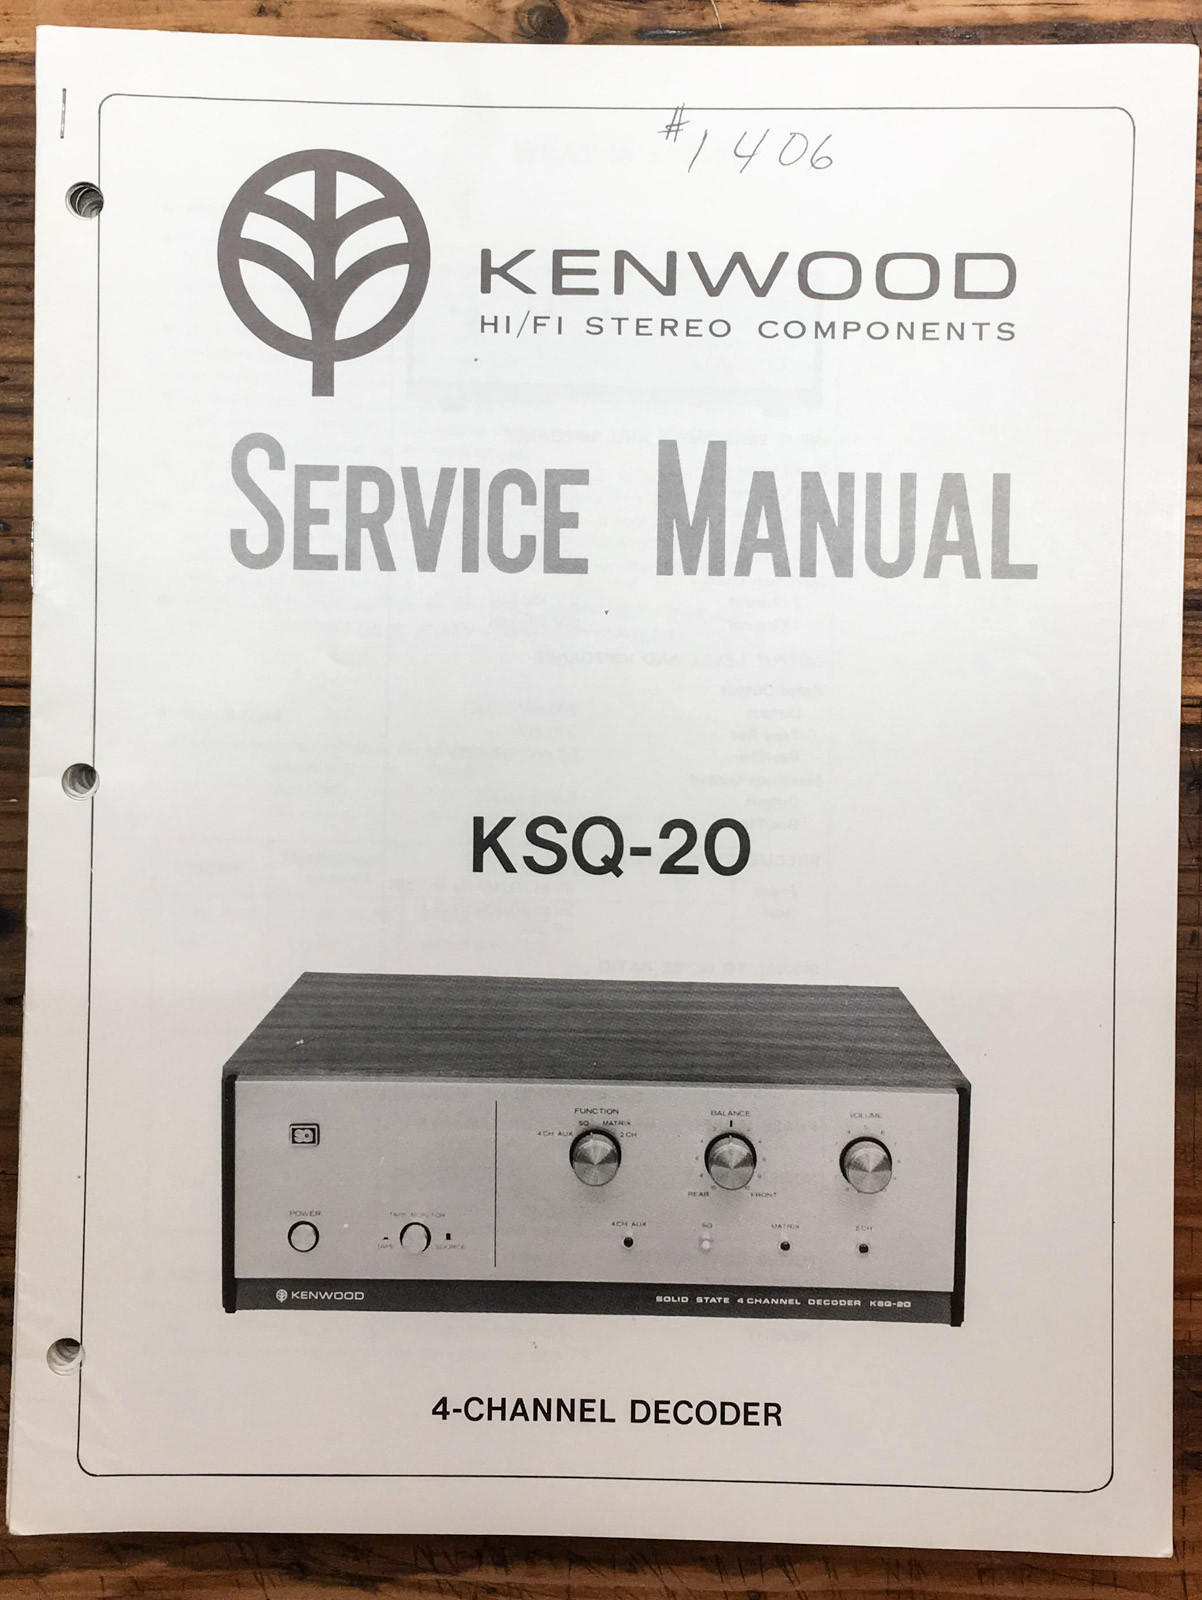 #1406
KENWOOD
HI/FI STEREO COMPONENTS
SERVICE MANUAL
KSQ-20
FUNCTION
SQ MATRIX
4CH AUX 2CH
BALANCE
REAR FRONT
VOLUME
POWER
TAPE MONITOR
TAPE SOURCE
4CH AUX
SQ
MATRIX
2CH
KENWOOD
SOLID STATE 4 CHANNEL DECODER KSQ-20
4-CHANNEL DECODER